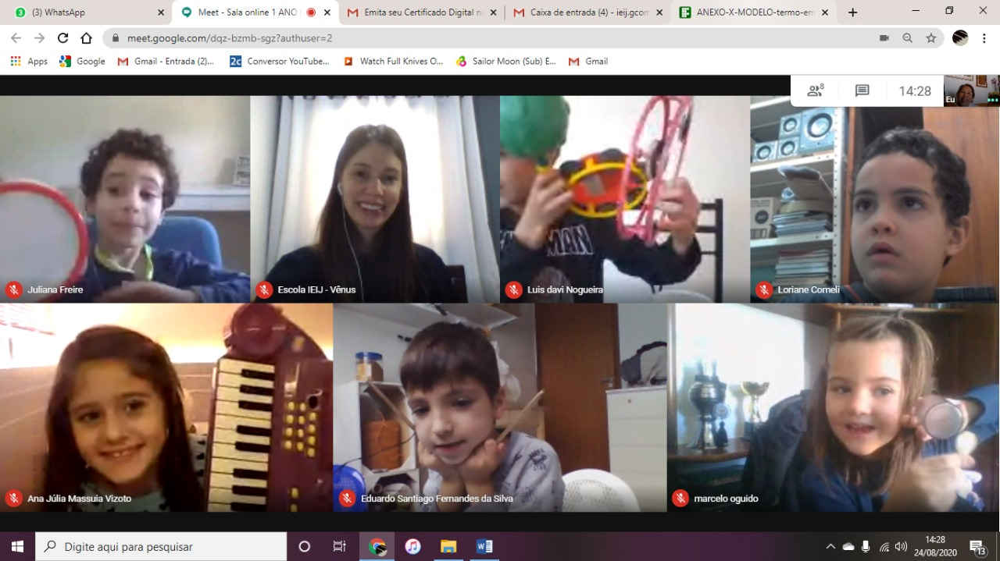 (3) WhatsApp
Meet - Sala online 1 ANO
Emita seu Certificado Digital na
Caixa de entrada (4) - ieij.gcom
ANEXO-X-MODELO-termo-em
meet.google.com/dqz-bzmb-sgz?authuser=2
Apps
Google
Gmail - Entrada (2)...
2c Conversor YouTube...
Watch Full Knives O...
Sailor Moon (Sub) E...
Gmail
8
14:28
Eu
Juliana Freire
Escola IEIJ - Vênus
MAN
Luis davi Nogueira
Loriane Comeli
Ana Júlia Massuia Vizoto
Eduardo Santiago Fernandes da Silva
marcelo oguido
Digite aqui para pesquisar
14:28
24/08/2020
13